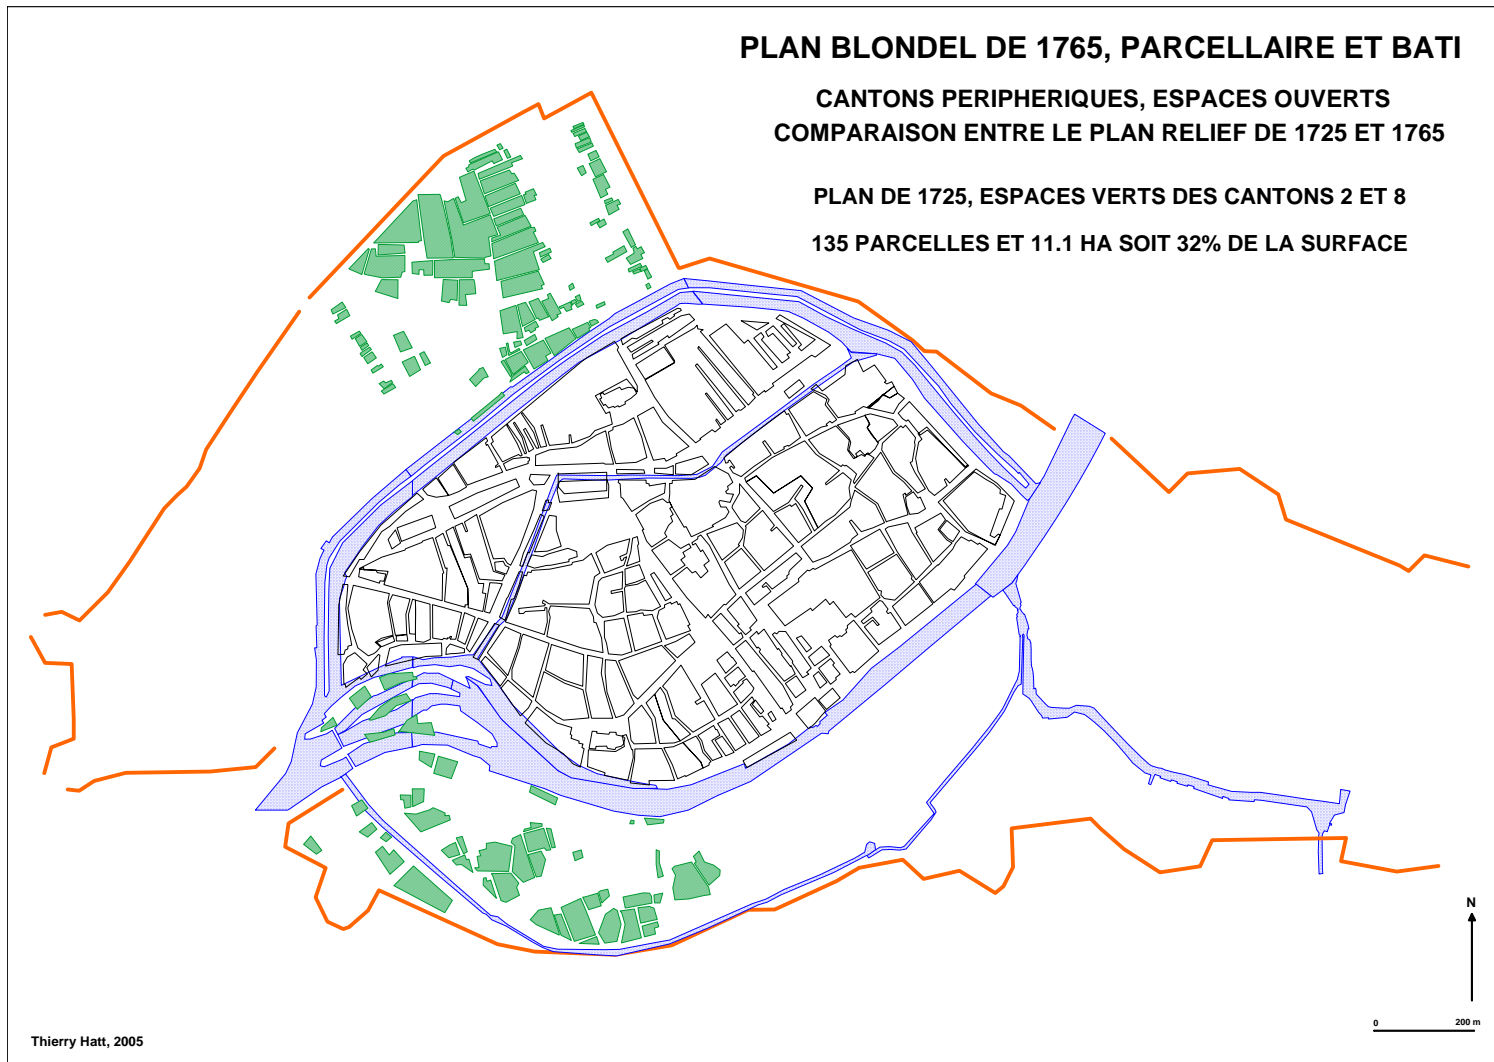 PLAN BLONDEL DE 1765, PARCELLAIRE ET BATI
CANTONS PERIPHERIQUES, ESPACES OUVERTS
COMPARAISON ENTRE LE PLAN RELIEF DE 1725 ET 1765
PLAN DE 1725, ESPACES VERTS DES CANTONS 2 ET 8
135 PARCELLES ET 11.1 HA SOIT 32% DE LA SURFACE
N
0 200 m
Thierry Hatt, 2005